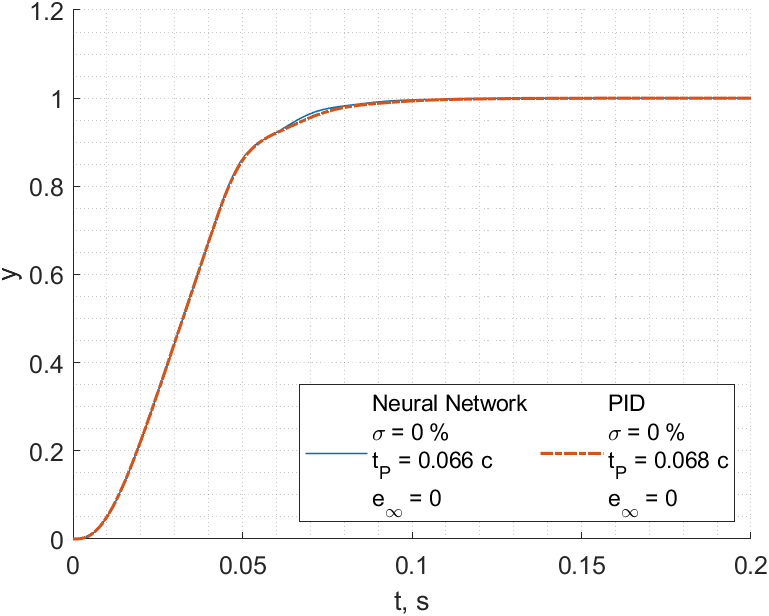 1.2
1
0.8
0.6
0.4
0.2
0
y
0
0.05
0.1
0.15
0.2
t, s
Neural Network
σ = 0 %
t_P = 0.066 c
e_∞ = 0
PID
σ = 0 %
t_P = 0.068 c
e_∞ = 0